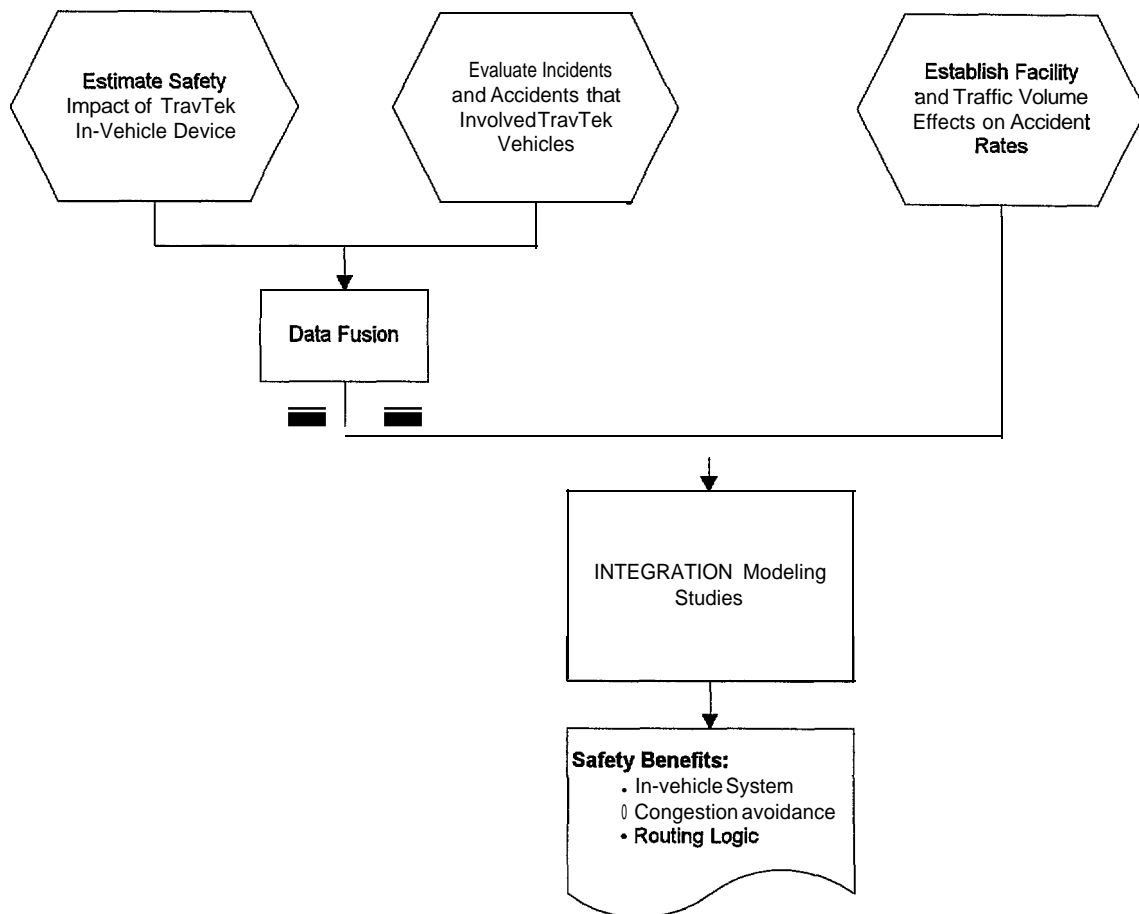 Estimate Safety
Impact of TravTek
In-Vehicle Device
Evaluate Incidents
and Accidents that
InvolvedTravTek
Vehicles
Establish Facility
and Traffic Volume
Effects on Accident
Rates
Data Fusion
INTEGRATION Modeling
Studies
Safety Benefits:
• In-vehicle System
0 Congestion avoidance
• Routing Logic